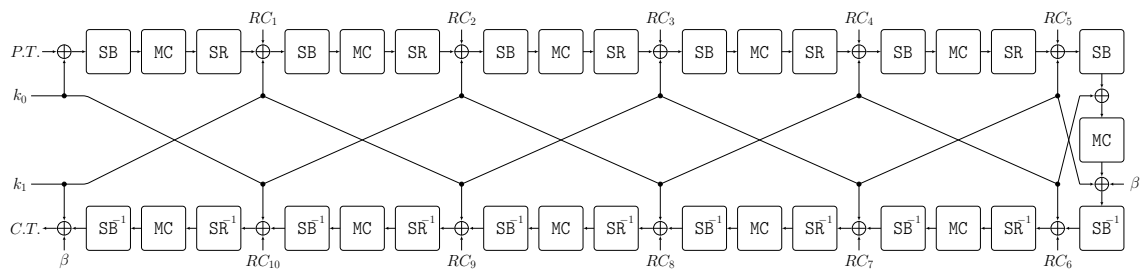 RC₁ RC₂ RC₃ RC₄ RC₅
P.T. SB MC SR SB MC SR SB MC SR SB MC SR SB MC SR SB
k₀
MC
k₁ β
C.T. SB⁻¹ MC SR⁻¹ SB⁻¹ MC SR⁻¹ SB⁻¹ MC SR⁻¹ SB⁻¹ MC SR⁻¹ SB⁻¹ MC SR⁻¹ SB⁻¹
β RC₁₀ RC₉ RC₈ RC₇ RC₆